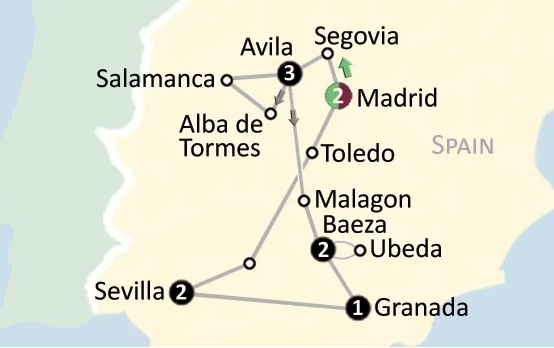 Segovia
Avila
3
Salamanca
2 Madrid
Alba de
Tormes
SPAIN
Toledo
Malagon
Baeza
2 Ubeda
Sevilla 2
1 Granada